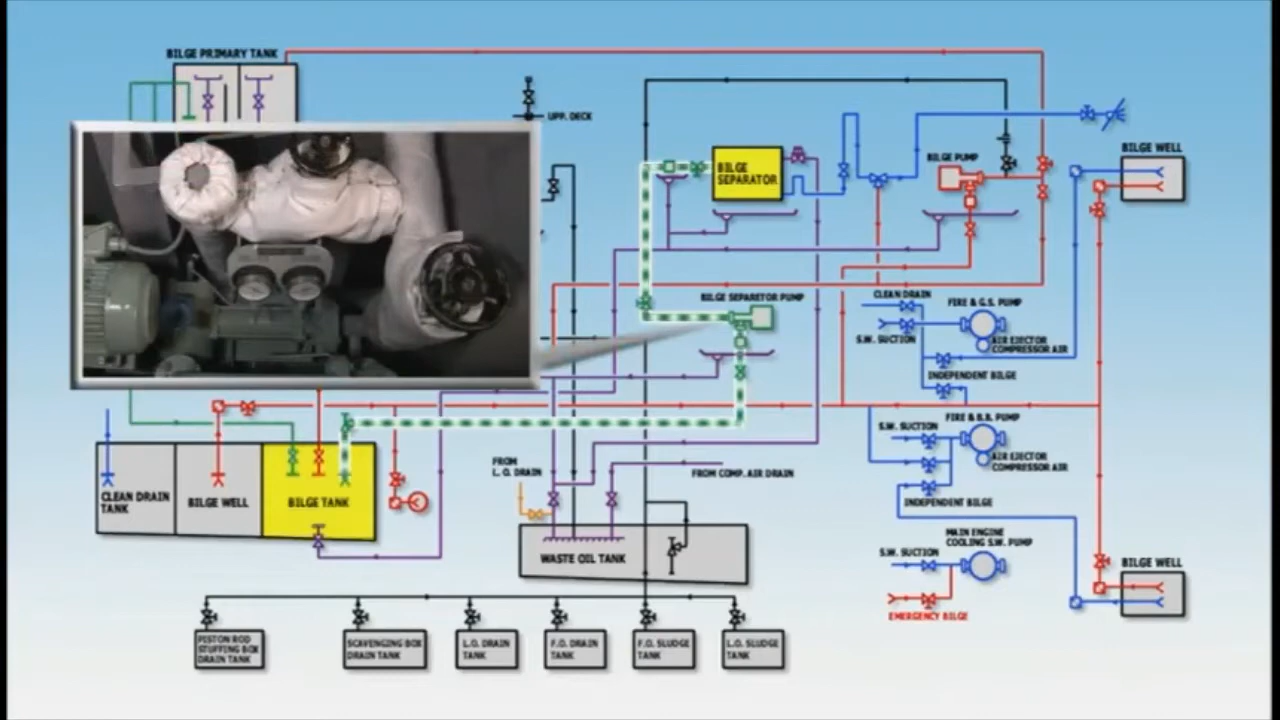 BILGE PRIMARY TANK
UPP. DECK
BILGE
SEPARATOR
BILGE PUMP
BILGE WELL
BILGE SEPARETOR PUMP
CLEAN DRAIN
FIRE & G.S. PUMP
S.W. SUCTION
AIR EJECTOR
COMPRESSOR AIR
INDEPENDENT BILGE
FIRE & B.B. PUMP
S.W. SUCTION
AIR EJECTOR
COMPRESSOR AIR
INDEPENDENT BILGE
FROM
L. O. DRAIN
FROM COMP. AIR DRAIN
CLEAN DRAIN
TANK
BILGE WELL
BILGE TANK
WASTE OIL TANK
MAIN ENGINE
COOLING S.W. PUMP
S.W. SUCTION
BILGE WELL
EMERGENCY BILGE
PISTON ROD
STUFFING BOX
DRAIN TANK
SCAVENGING BOX
DRAIN TANK
L.O. DRAIN
TANK
F.O. DRAIN
TANK
F.O. SLUDGE
TANK
L.O. SLUDGE
TANK